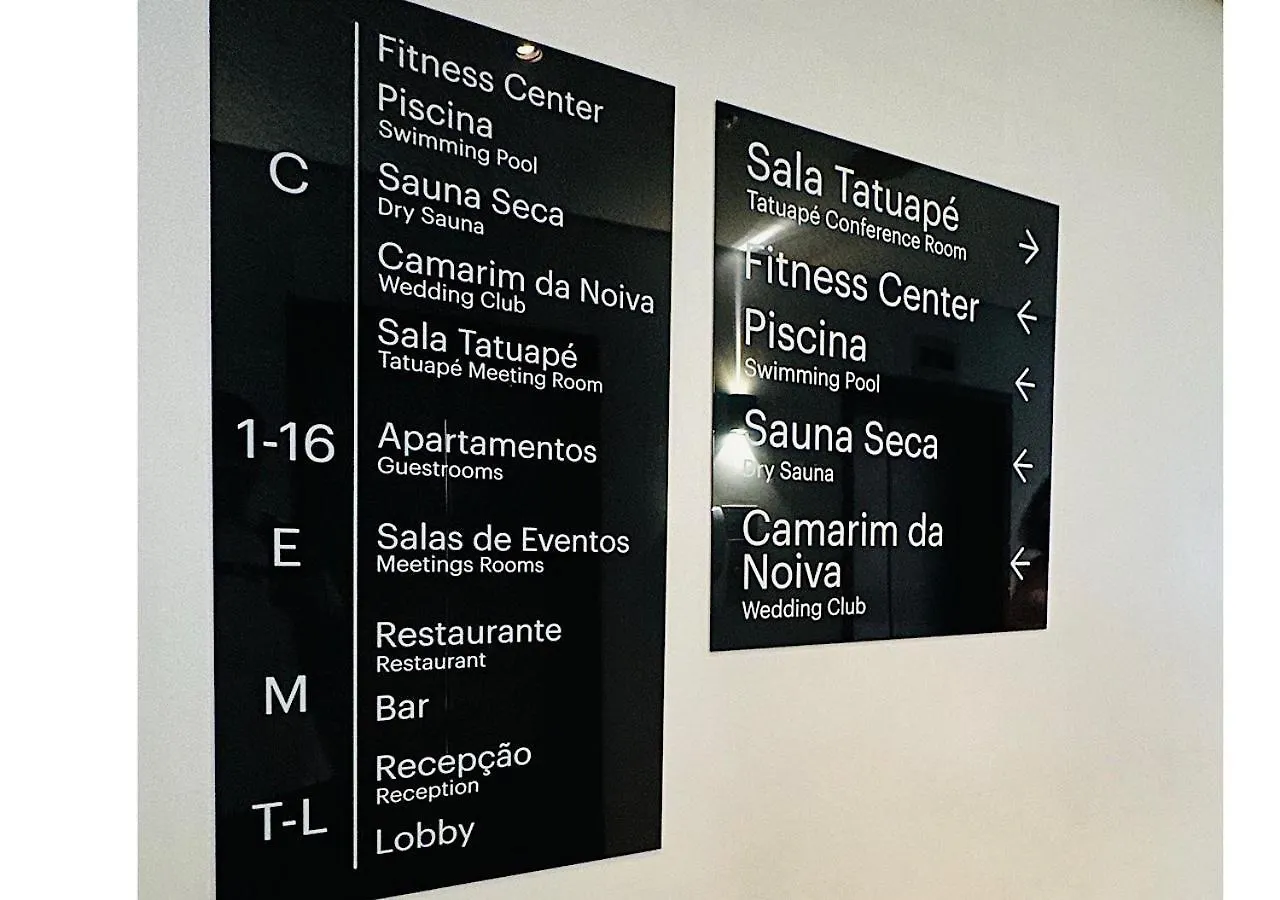 C
Fitness Center
Piscina
Swimming Pool
Sauna Seca
Dry Sauna
Camarim da Noiva
Wedding Club
Sala Tatuapé
Tatuapé Meeting Room
1-16
Apartamentos
Guestrooms
E
Salas de Eventos
Meetings Rooms
M
Restaurante
Restaurant
Bar
T-L
Recepção
Reception
Lobby
Sala Tatuapé
Tatuapé Conference Room
Fitness Center
Piscina
Swimming Pool
Sauna Seca
Dry Sauna
Camarim da
Noiva
Wedding Club